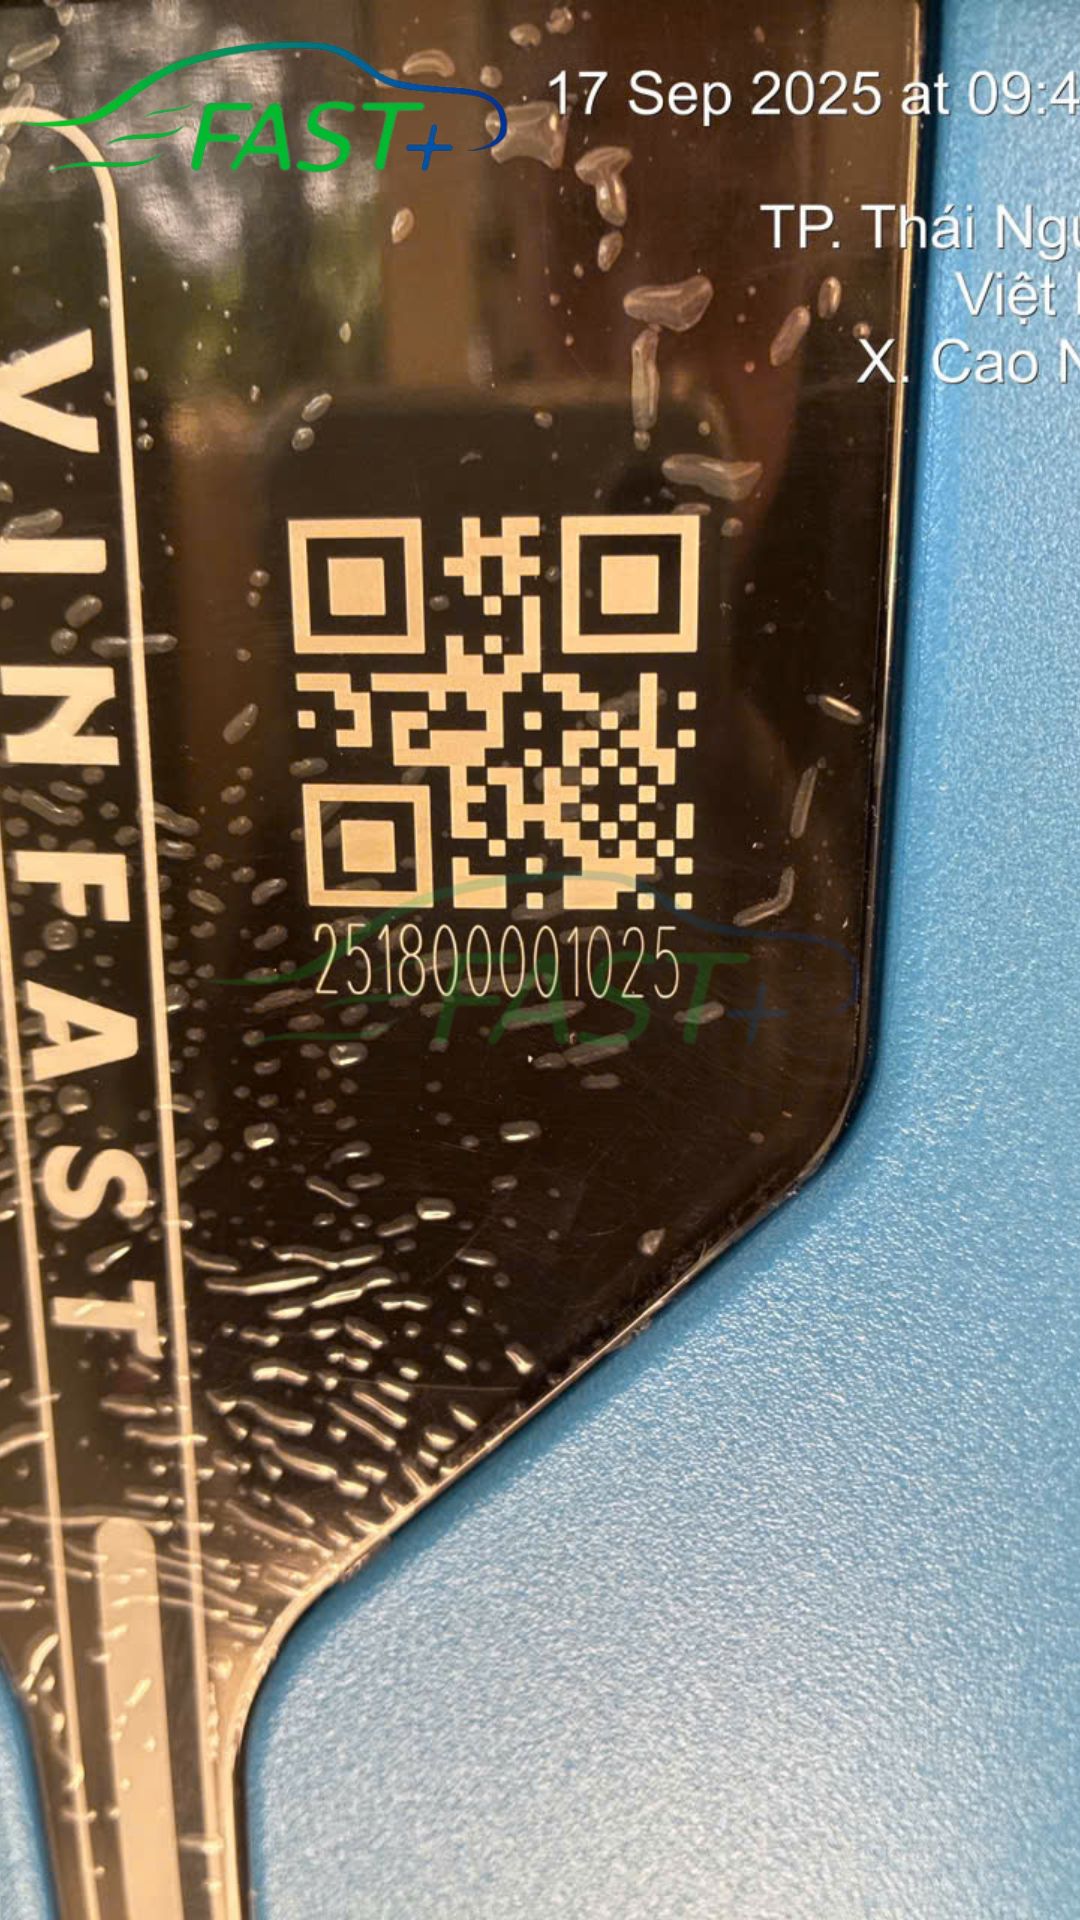 FAST+
17 Sep 2025 at 09:4
TP. Thái Ngu
Việt
X. Cao N
VINFAST
251800001025
FAST+